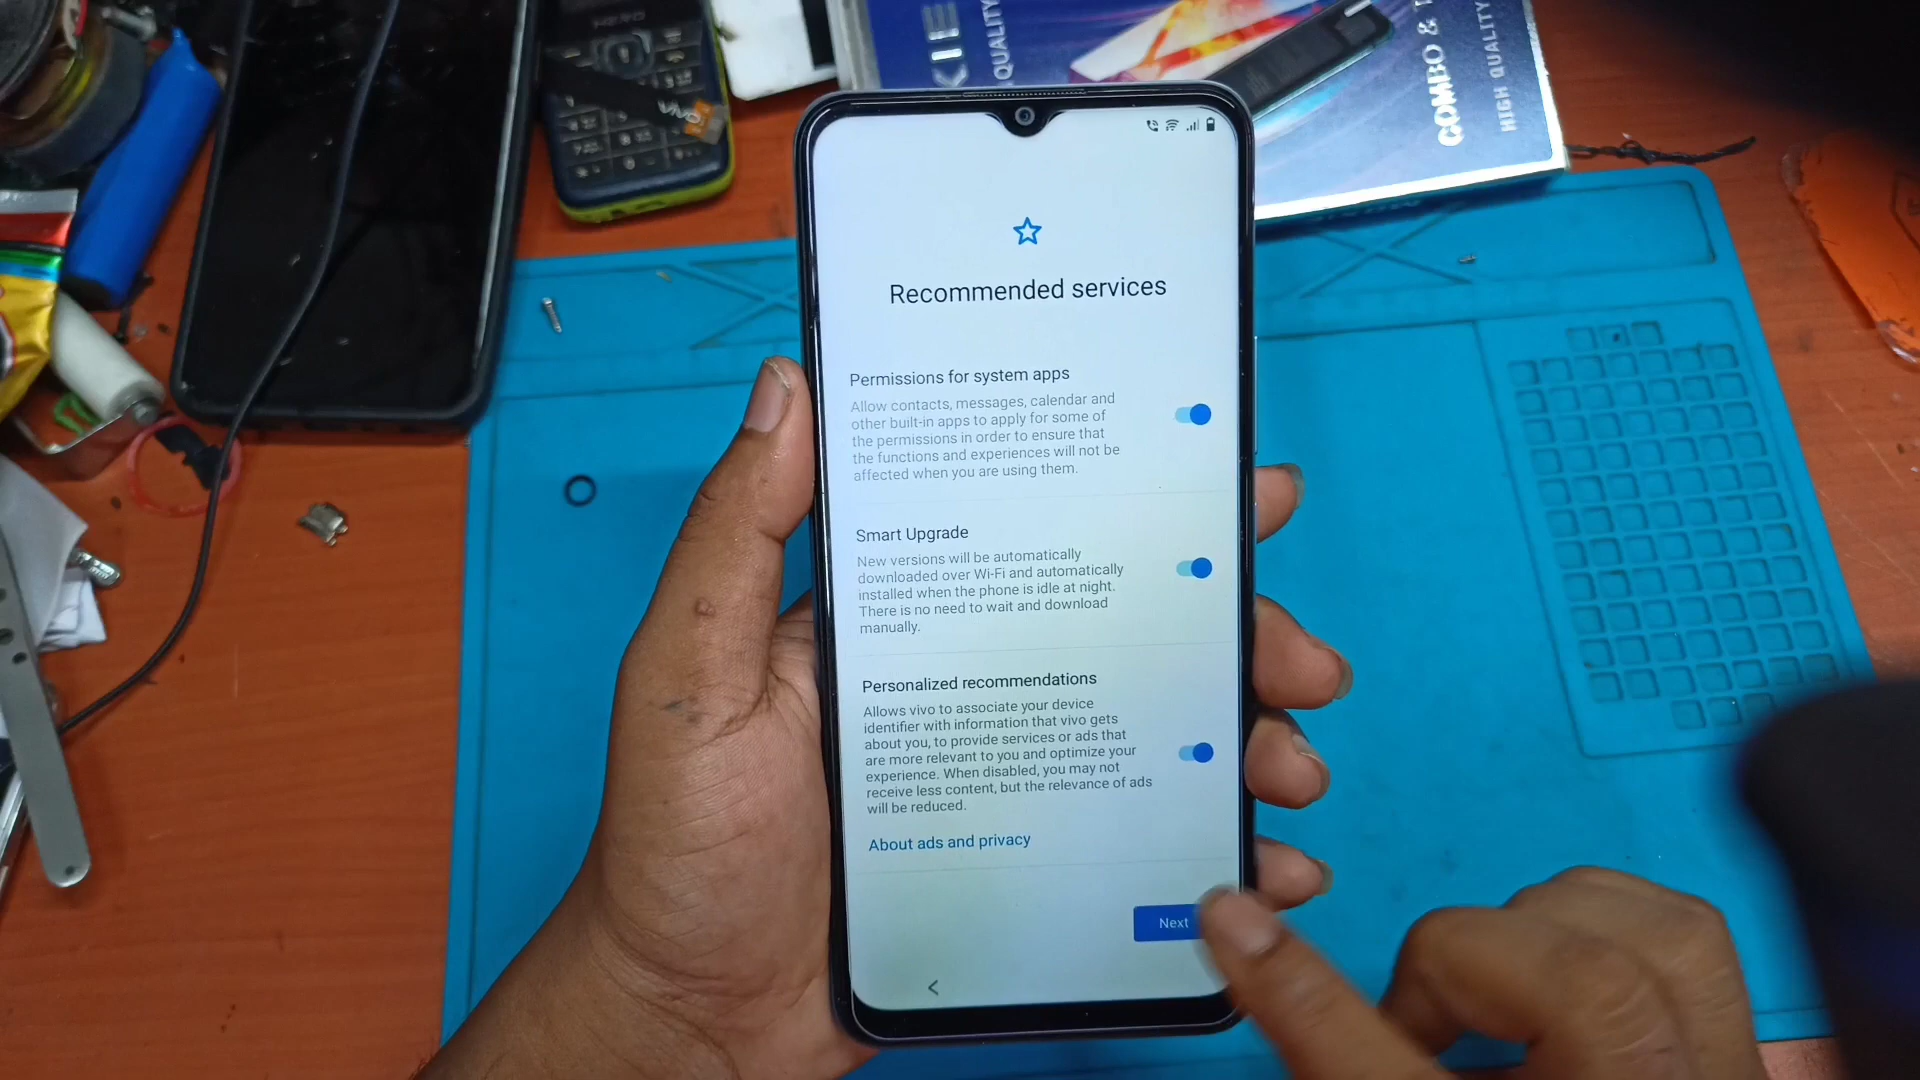 KIE
QUALITY
COMBO & T
HIGH QUALITY
Recommended services
Permissions for system apps
Allow contacts, messages, calendar and
other built-in apps to apply for some of
the permissions in order to ensure that
the functions and experiences will not be
affected when you are using them.
Smart Upgrade
New versions will be automatically
downloaded over Wi-Fi and automatically
installed when the phone is idle at night.
There is no need to wait and download
manually.
Personalized recommendations
Allows vivo to associate your device
identifier with information that vivo gets
about you, to provide services or ads that
are more relevant to you and optimize your
experience. When disabled, you may not
receive less content, but the relevance of ads
will be reduced.
About ads and privacy
Next